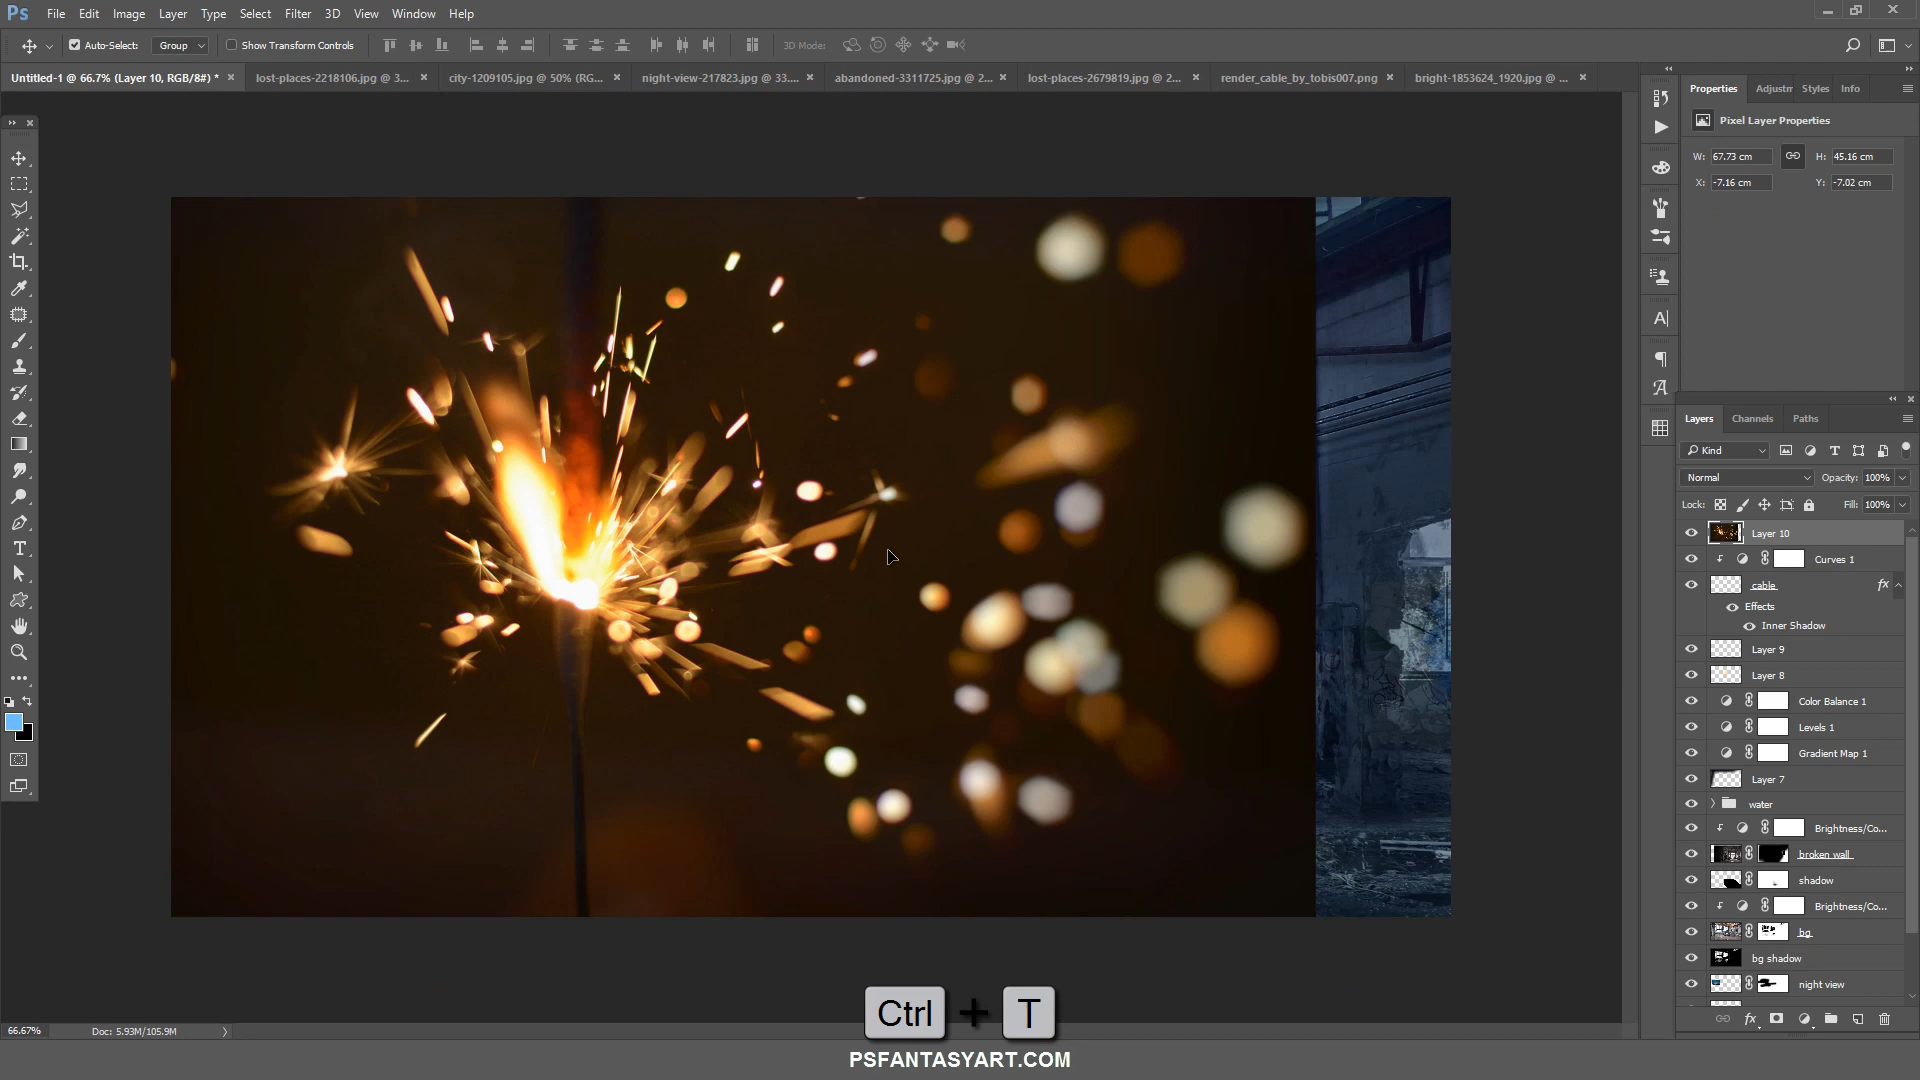 Ps File Edit Image Layer Type Select Filter 3D View Window Help
Auto-Select: Group Show Transform Controls 3D Mode:
Untitled-1 @ 66.7% (Layer 10, RGB/8#) * lost-places-2218106.jpg @ 3... city-1209105.jpg @ 50% (RG... night-view-217823.jpg @ 33.... abandoned-3311725.jpg @ 2... lost-places-2679819.jpg @ 2... render_cable_by_tobis007.png bright-1853624_1920.jpg @ ...
Properties Adjustm Styles Info
Pixel Layer Properties
W: 67.73 cm H: 45.16 cm
X: -7.16 cm Y: -7.02 cm
Layers Channels Paths
Kind
Normal Opacity: 100%
Lock: Fill: 100%
Layer 10
Curves 1
cable fx
Effects
Inner Shadow
Layer 9
Layer 8
Color Balance 1
Levels 1
Gradient Map 1
Layer 7
water
Brightness/Co...
broken wall
shadow
Brightness/Co...
bg
bg shadow
night view
fx
66.67% Doc: 5.93M/105.9M
Ctrl + T
PSFANTASYART.COM